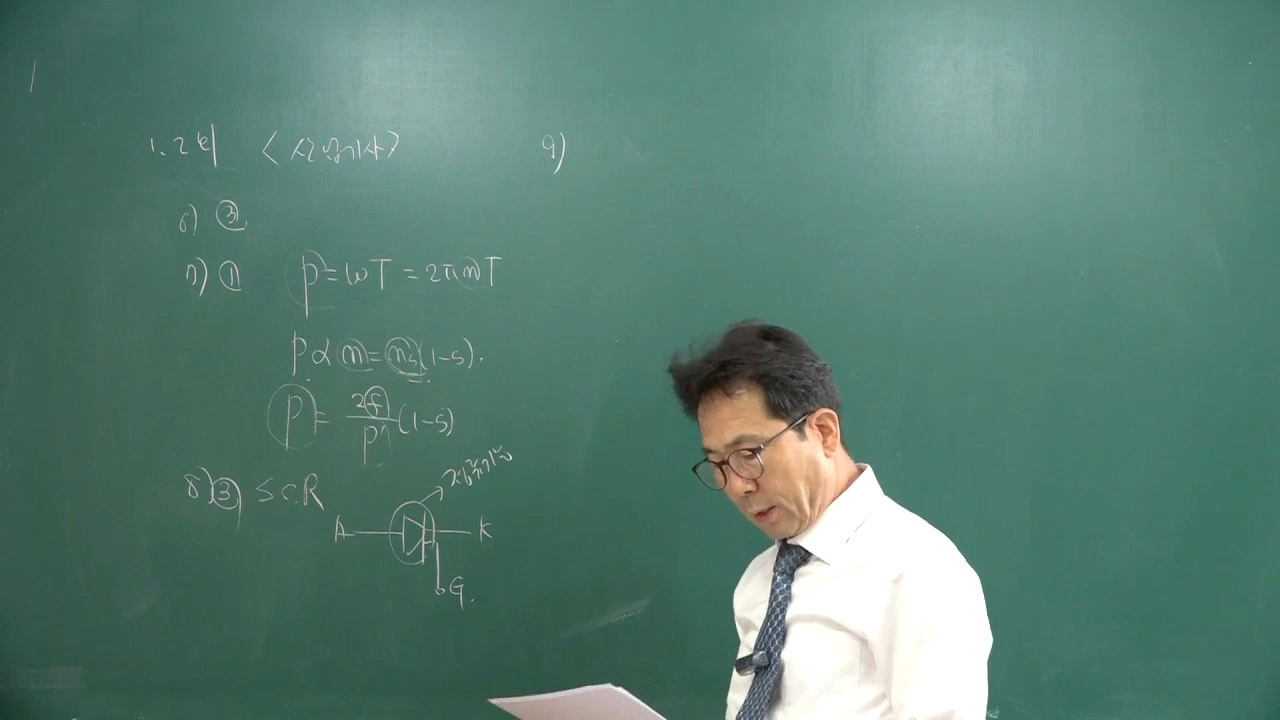 1.2회 <산업기사>
6) ③
7) ① P=ωT=2πnT
P∝n=ns(1-s).
P=2f/P(1-s)
8) ③ SCR
A K
G.
9)